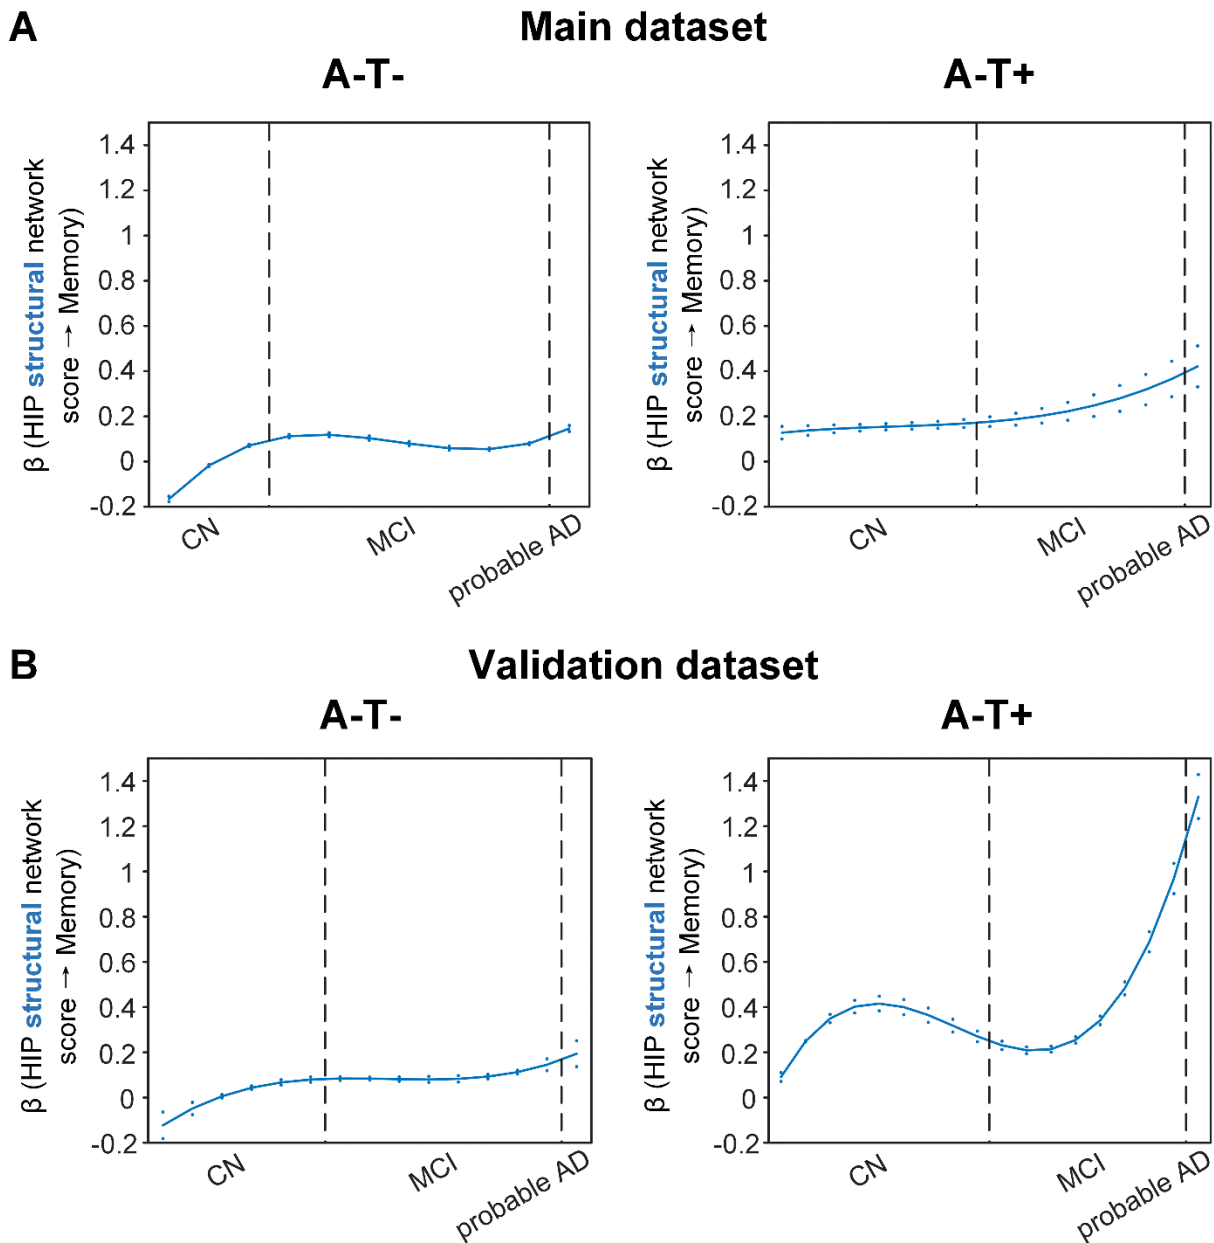 A
Main dataset
A-T-
A-T+
β (HIP structural network
score → Memory)
1.4
1.2
1
0.8
0.6
0.4
0.2
0
-0.2
CN
MCI
probable AD
β (HIP structural network
score → Memory)
1.4
1.2
1
0.8
0.6
0.4
0.2
0
-0.2
CN
MCI
probable AD
B
Validation dataset
A-T-
A-T+
β (HIP structural network
score → Memory)
1.4
1.2
1
0.8
0.6
0.4
0.2
0
-0.2
CN
MCI
probable AD
β (HIP structural network
score → Memory)
1.4
1.2
1
0.8
0.6
0.4
0.2
0
-0.2
CN
MCI
probable AD